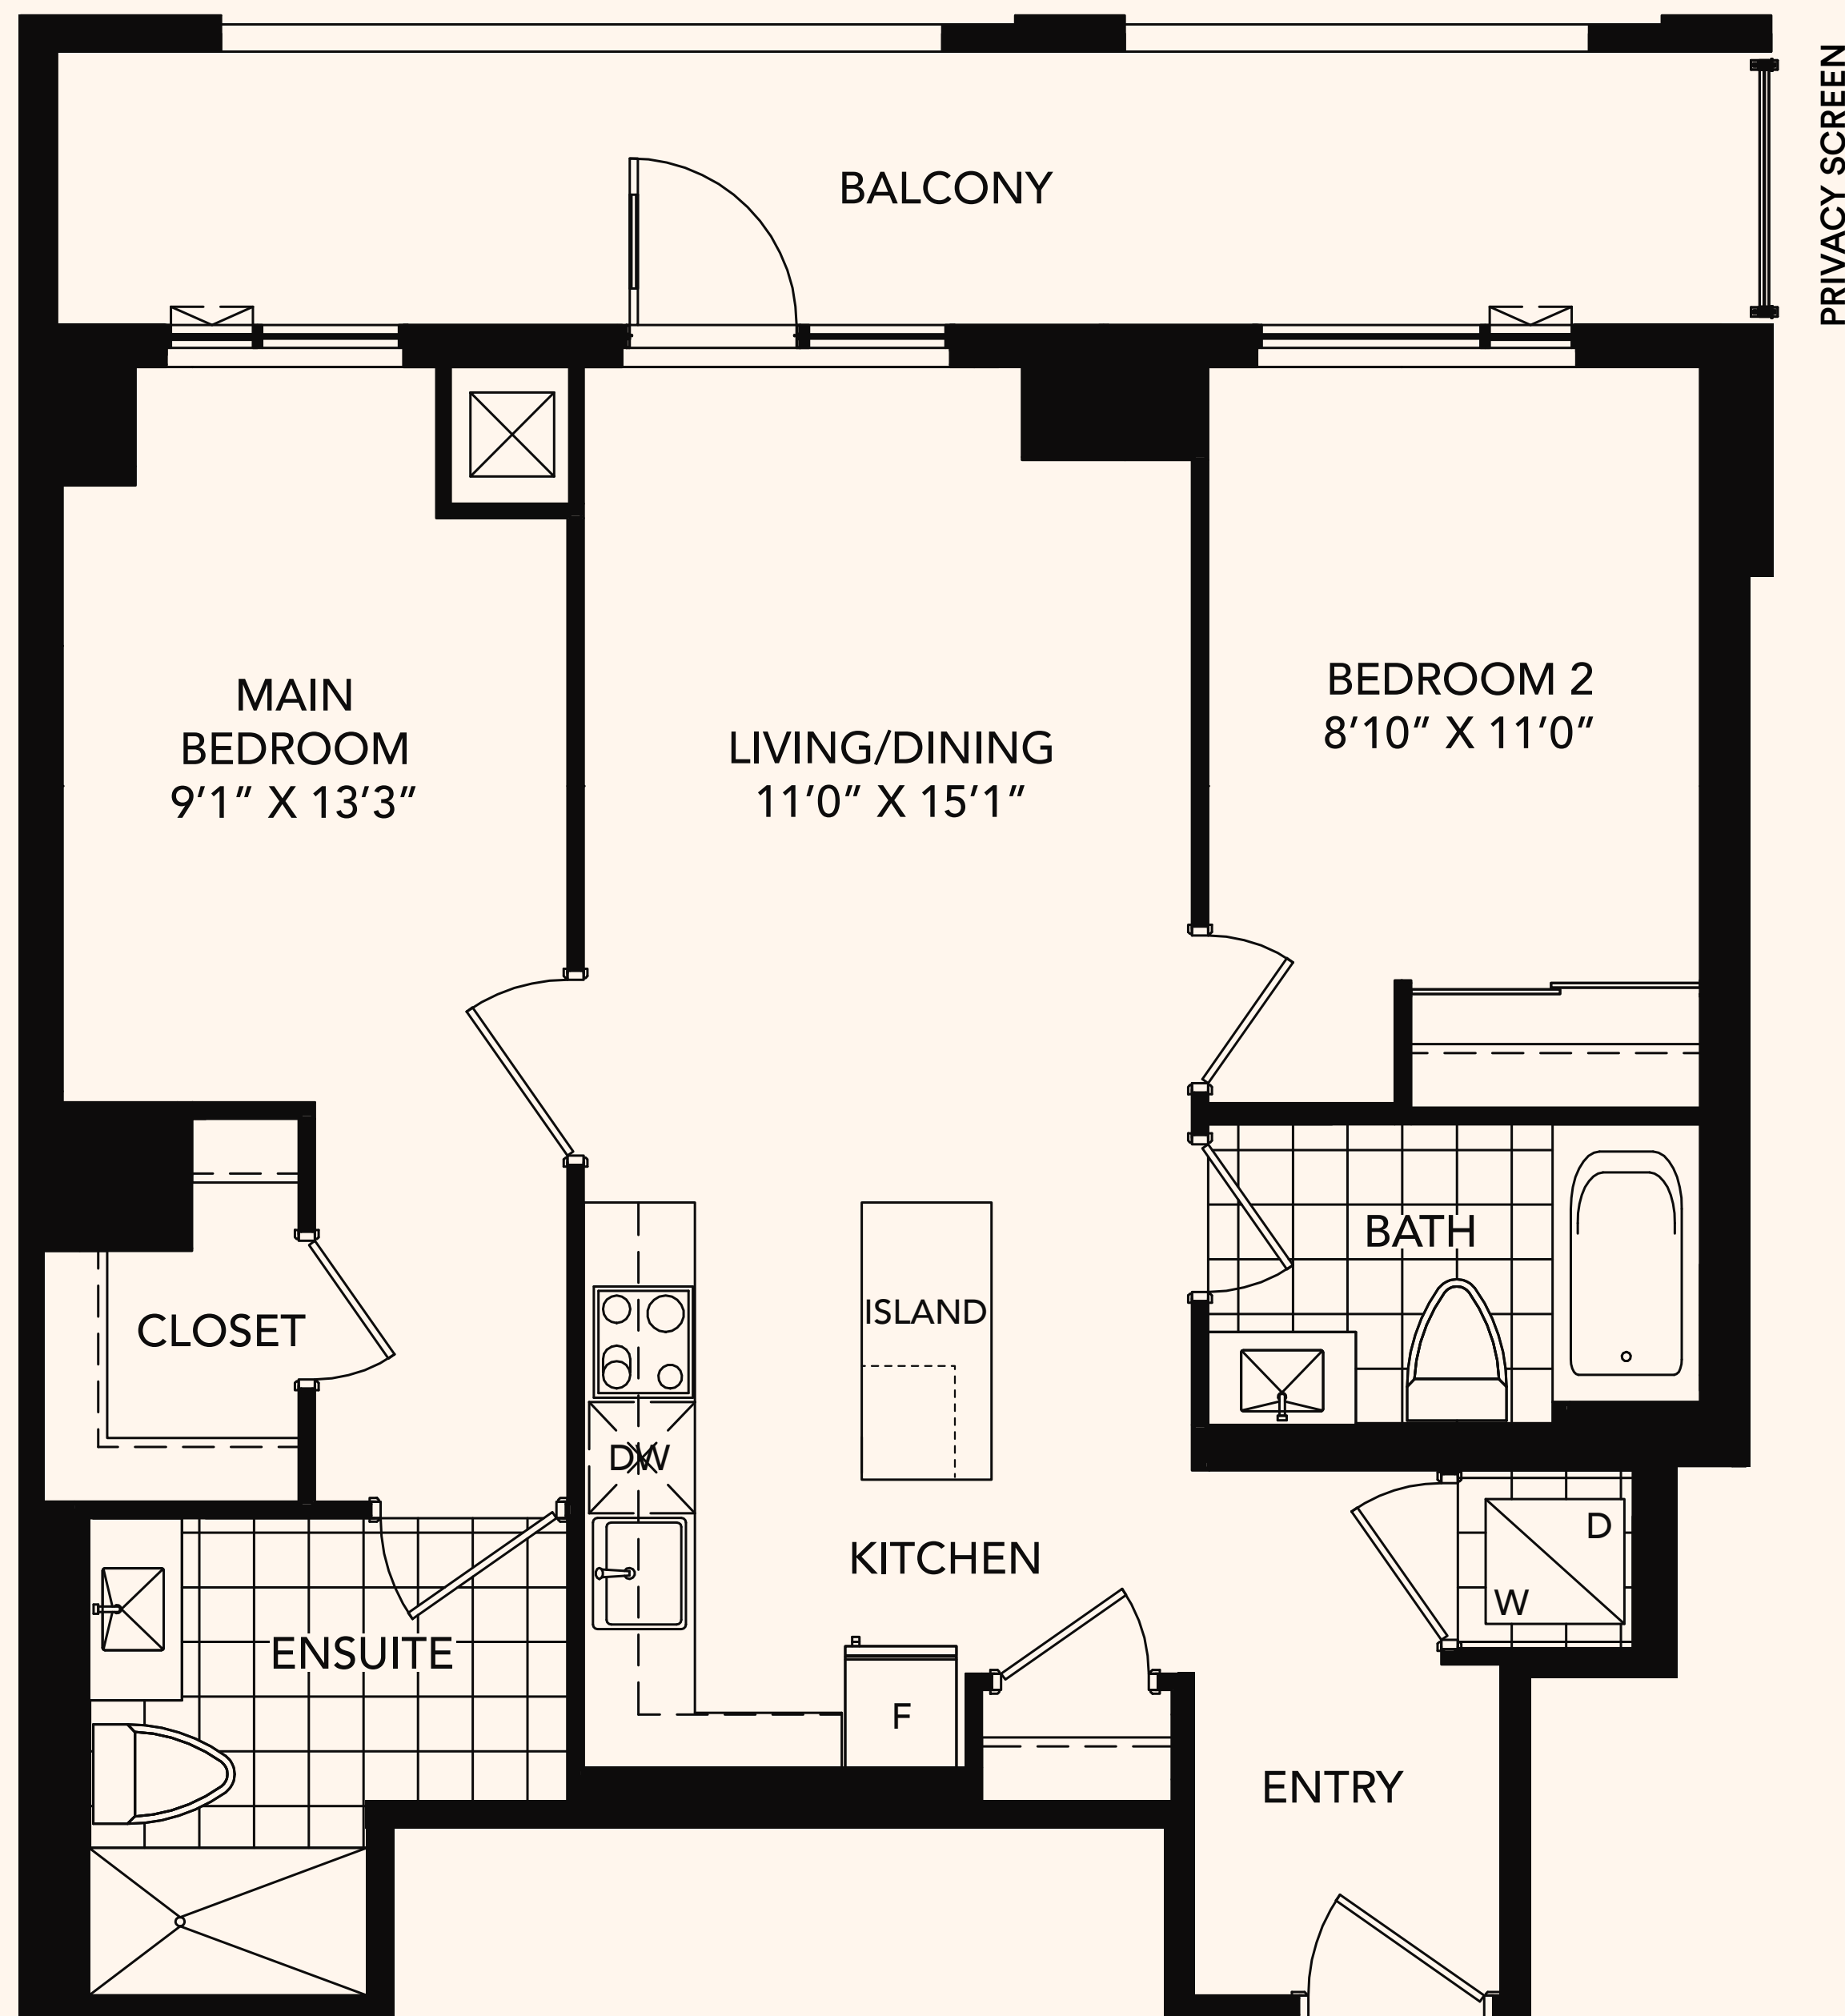 PRIVACY SCREEN
BALCONY
MAIN
BEDROOM
9’1” X 13’3”
LIVING/DINING
11’0” X 15’1”
BEDROOM 2
8’10” X 11’0”
BATH
ISLAND
CLOSET
DW
D
W
KITCHEN
ENSUITE
F
ENTRY